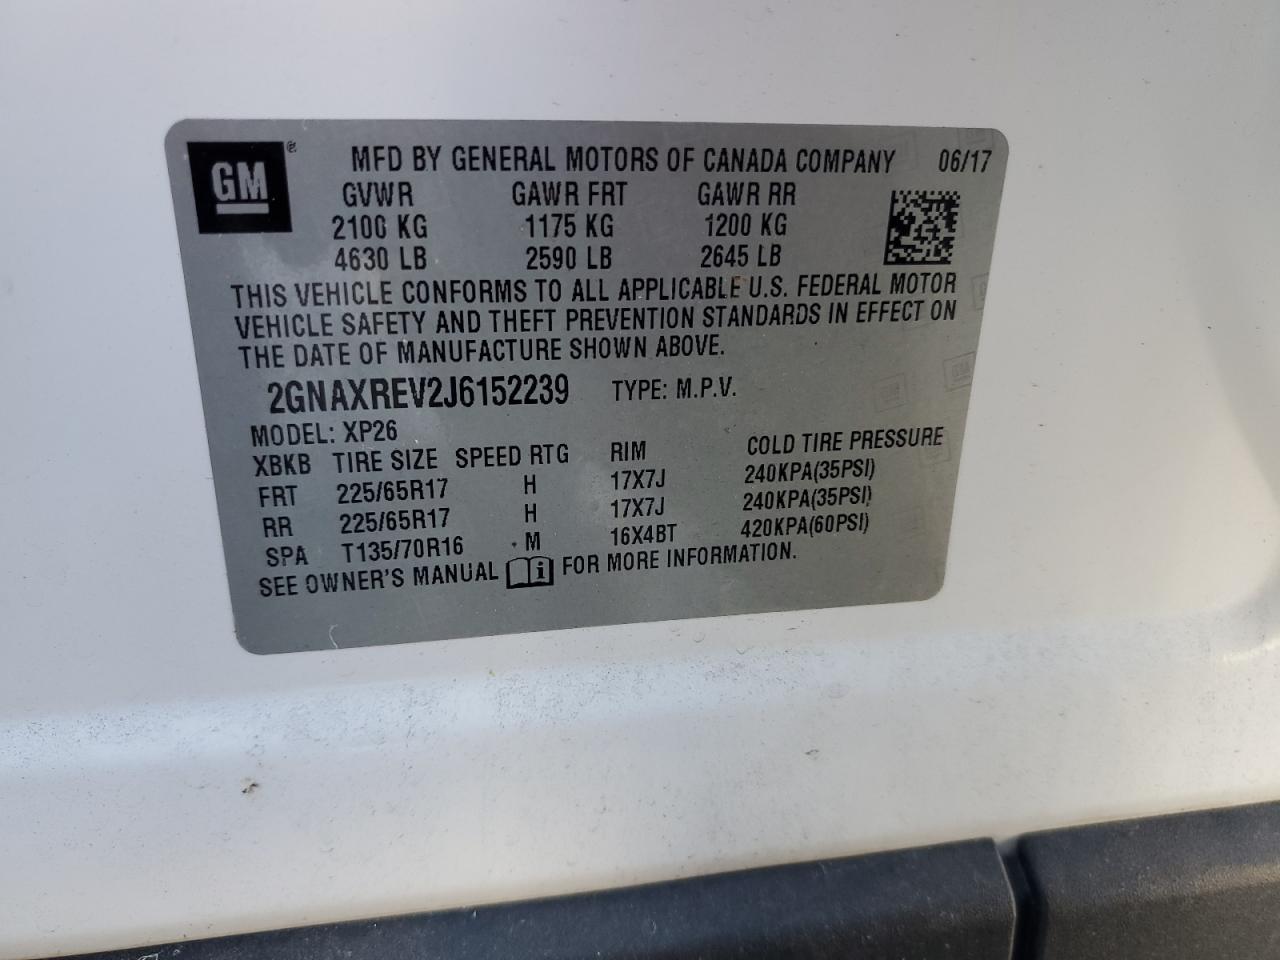 GM ® MFD BY GENERAL MOTORS OF CANADA COMPANY 06/17
GVWR GAWR FRT GAWR RR
2100 KG 1175 KG 1200 KG
4630 LB 2590 LB 2645 LB
THIS VEHICLE CONFORMS TO ALL APPLICABLE U.S. FEDERAL MOTOR
VEHICLE SAFETY AND THEFT PREVENTION STANDARDS IN EFFECT ON
THE DATE OF MANUFACTURE SHOWN ABOVE.
2GNAXREV2J6152239 TYPE: M.P.V.
MODEL: XP26
XBKB TIRE SIZE SPEED RTG RIM COLD TIRE PRESSURE
FRT 225/65R17 H 17X7J 240KPA(35PSI)
RR 225/65R17 H 17X7J 240KPA(35PSI)
SPA T135/70R16 M 16X4BT 420KPA(60PSI)
SEE OWNER'S MANUAL i FOR MORE INFORMATION.